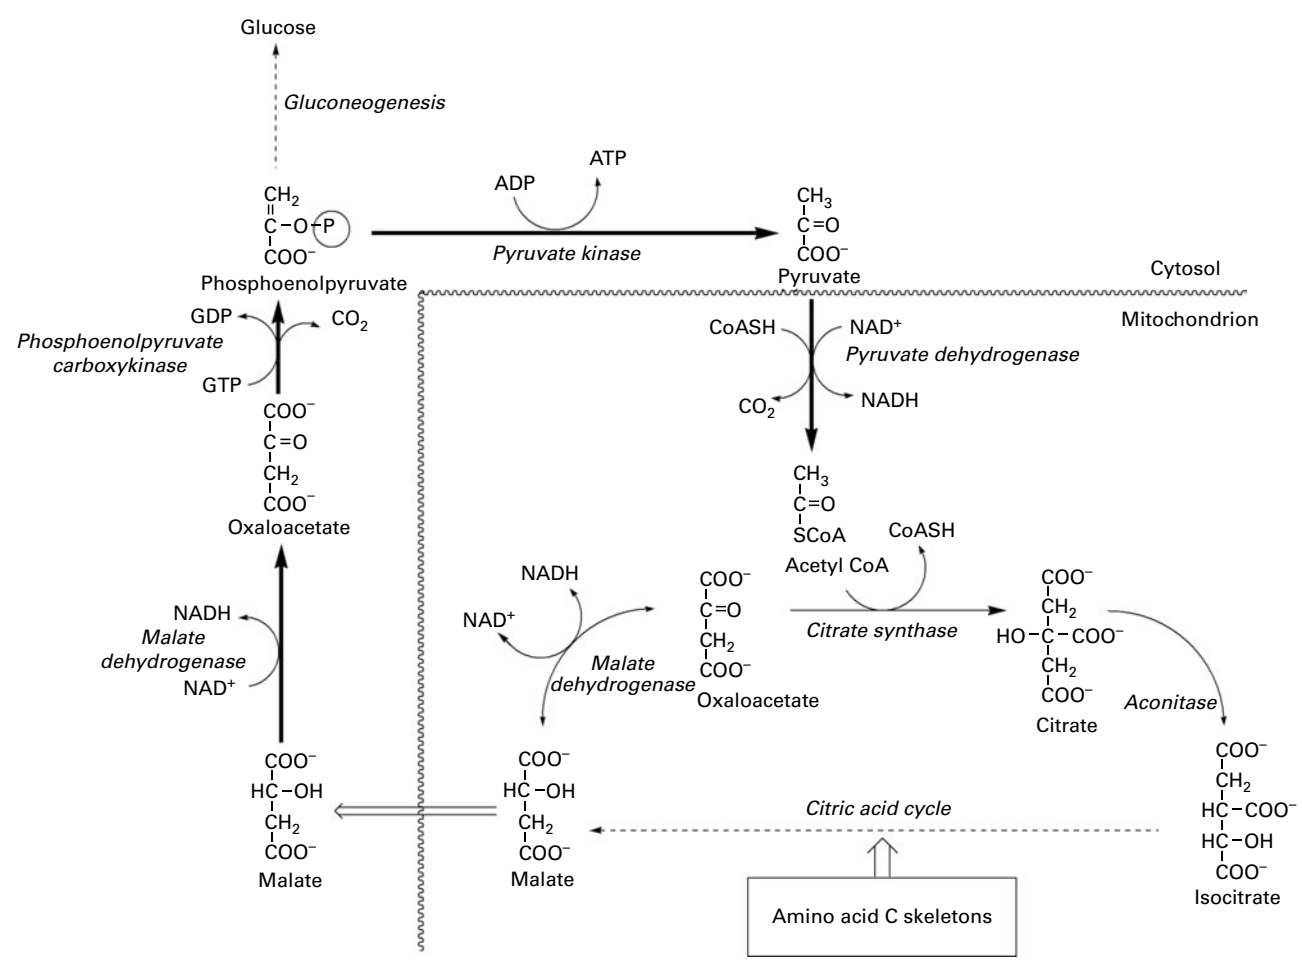 Glucose
Gluconeogenesis
ATP
ADP
CH₂
C–O–P
COO⁻
Phosphoenolpyruvate
Pyruvate kinase
CH₃
C=O
COO⁻
Pyruvate
Cytosol
Mitochondrion
GDP
CO₂
Phosphoenolpyruvate
carboxykinase
GTP
CoASH
NAD⁺
Pyruvate dehydrogenase
CO₂
NADH
COO⁻
C=O
CH₂
COO⁻
Oxaloacetate
CH₃
C=O
SCoA
Acetyl CoA
CoASH
NADH
Malate
dehydrogenase
NAD⁺
NADH
NAD⁺
Malate
dehydrogenase
COO⁻
C=O
CH₂
COO⁻
Oxaloacetate
Citrate synthase
COO⁻
CH₂
HO–C–COO⁻
CH₂
COO⁻
Citrate
Aconitase
COO⁻
HC–OH
CH₂
COO⁻
Malate
COO⁻
HC–OH
CH₂
COO⁻
Malate
Citric acid cycle
COO⁻
CH₂
HC–COO⁻
HC–OH
COO⁻
Isocitrate
Amino acid C skeletons